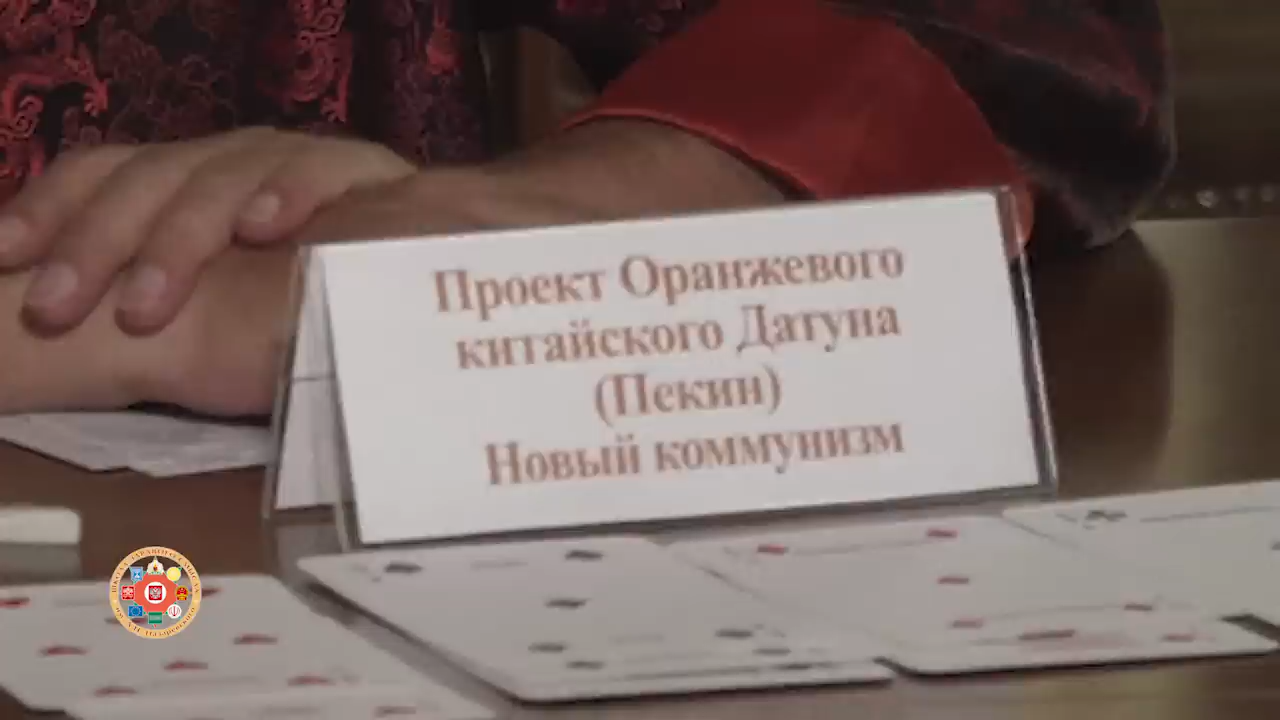 Проект Оранжевого
китайского Датуна
(Пекин)
Новый коммунизм